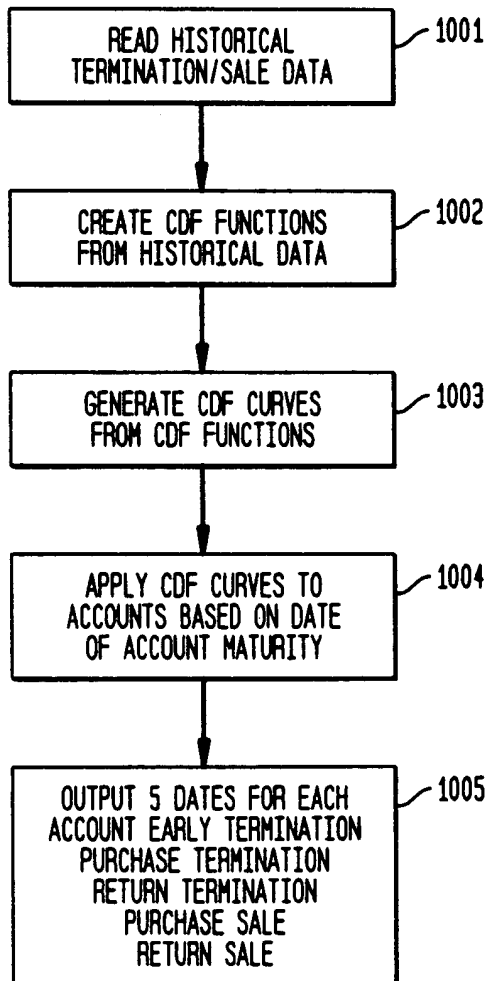 READ HISTORICAL
TERMINATION/SALE DATA
1001
CREATE CDF FUNCTIONS
FROM HISTORICAL DATA
1002
GENERATE CDF CURVES
FROM CDF FUNCTIONS
1003
APPLY CDF CURVES TO
ACCOUNTS BASED ON DATE
OF ACCOUNT MATURITY
1004
OUTPUT 5 DATES FOR EACH
ACCOUNT EARLY TERMINATION
PURCHASE TERMINATION
RETURN TERMINATION
PURCHASE SALE
RETURN SALE
1005